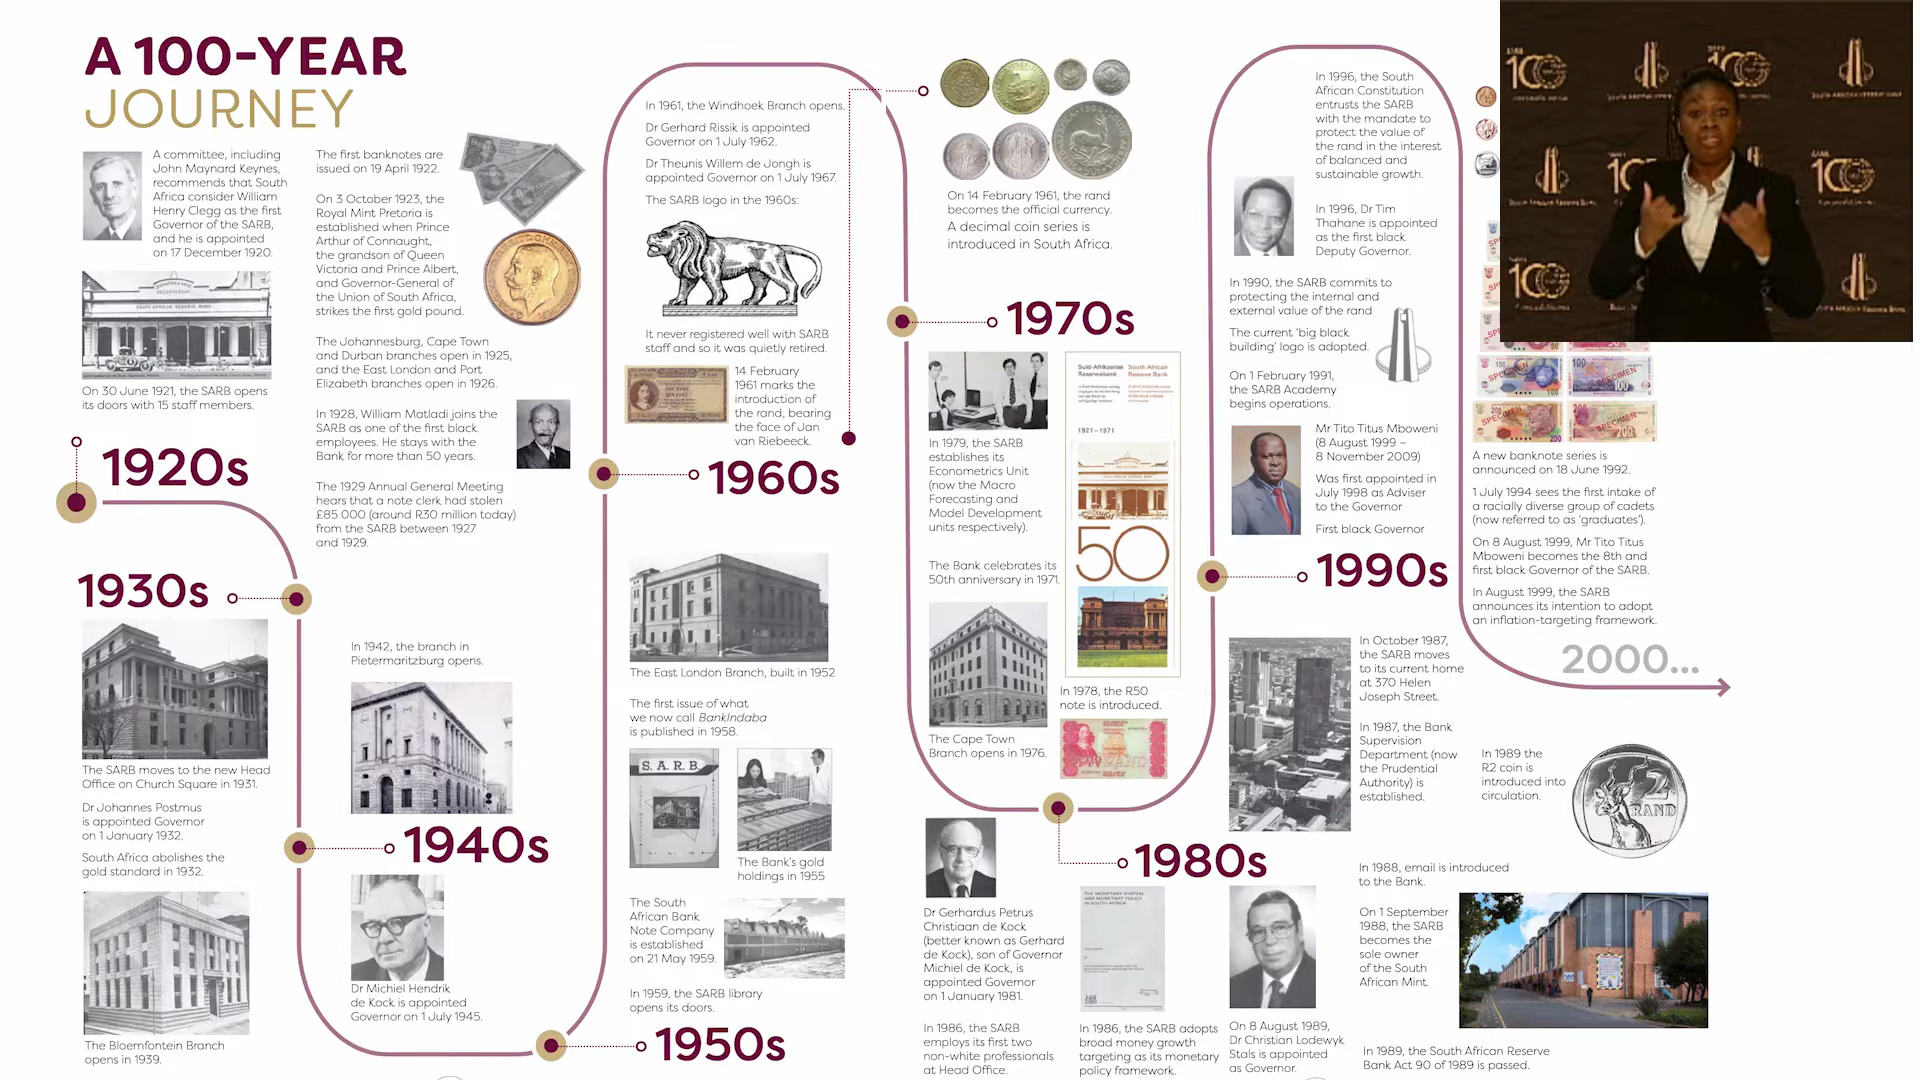 A 100-YEAR
JOURNEY
A committee, including
John Maynard Keynes,
recommends that South
Africa consider William
Henry Clegg as the first
Governor of the SARB,
and he is appointed
on 17 December 1920.
SOUTH AFRICAN RESERVE BANK
On 30 June 1921, the SARB opens
its doors with 15 staff members.
1920s
The first banknotes are
issued on 19 April 1922.
On 3 October 1923, the
Royal Mint Pretoria is
established when Prince
Arthur of Connaught,
the grandson of Queen
Victoria and Prince Albert,
and Governor-General of
the Union of South Africa,
strikes the first gold pound.
The Johannesburg, Cape Town
and Durban branches open in 1925,
and the East London and Port
Elizabeth branches open in 1926.
In 1928, William Matladi joins the
SARB as one of the first black
employees. He stays with the
Bank for more than 50 years.
The 1929 Annual General Meeting
hears that a note clerk had stolen
£85 000 (around R30 million today)
from the SARB between 1927
and 1929.
1930s
The SARB moves to the new Head
Office on Church Square in 1931.
Dr Johannes Postmus
is appointed Governor
on 1 January 1932.
South Africa abolishes the
gold standard in 1932.
The Bloemfontein Branch
opens in 1939.
In 1942, the branch in
Pietermaritzburg opens.
1940s
Dr Michiel Hendrik
de Kock is appointed
Governor on 1 July 1945.
The East London Branch, built in 1952
The first issue of what
we now call BankIndaba
is published in 1958.
S.A.R.B.
The Bank's gold
holdings in 1955
The South
African Bank
Note Company
is established
on 21 May 1959.
In 1959, the SARB library
opens its doors.
1950s
In 1961, the Windhoek Branch opens.
Dr Gerhard Rissik is appointed
Governor on 1 July 1962.
Dr Theunis Willem de Jongh is
appointed Governor on 1 July 1967.
The SARB logo in the 1960s:
It never registered well with SARB
staff and so it was quietly retired.
14 February
1961 marks the
introduction of
the rand, bearing
the face of Jan
van Riebeeck.
1960s
On 14 February 1961, the rand
becomes the official currency.
A decimal coin series is
introduced in South Africa.
1970s
In 1979, the SARB
establishes its
Econometrics Unit
(now the Macro
Forecasting and
Model Development
units respectively).
The Bank celebrates its
50th anniversary in 1971.
Suid-Afrikaanse South African
Reserwebank Reserve Bank
1921-1971
50
The Cape Town
Branch opens in 1976.
In 1978, the R50
note is introduced.
1980s
Dr Gerhardus Petrus
Christiaan de Kock
(better known as Gerhard
de Kock), son of Governor
Michiel de Kock, is
appointed Governor
on 1 January 1981.
In 1986, the SARB
employs its first two
non-white professionals
at Head Office.
THE MONETARY SYSTEM
AND MONETARY POLICY
IN SOUTH AFRICA
In 1986, the SARB adopts
broad money growth
targeting as its monetary
policy framework.
On 8 August 1989,
Dr Christian Lodewyk
Stals is appointed
as Governor.
In October 1987,
the SARB moves
to its current home
at 370 Helen
Joseph Street.
In 1987, the Bank
Supervision
Department (now
the Prudential
Authority) is
established.
In 1989 the
R2 coin is
introduced into
circulation.
2
RAND
In 1988, email is introduced
to the Bank.
On 1 September
1988, the SARB
becomes the
sole owner
of the South
African Mint.
In 1989, the South African Reserve
Bank Act 90 of 1989 is passed.
In 1996, the South
African Constitution
entrusts the SARB
with the mandate to
protect the value of
the rand in the interest
of balanced and
sustainable growth.
In 1996, Dr Tim
Thahane is appointed
as the first black
Deputy Governor.
In 1990, the SARB commits to
protecting the internal and
external value of the rand
The current 'big black
building' logo is adopted.
On 1 February 1991,
the SARB Academy
begins operations.
Mr Tito Titus Mboweni
(8 August 1999 –
8 November 2009)
Was first appointed in
July 1998 as Adviser
to the Governor
First black Governor
1990s
SPECIMEN
100
SPECIMEN
100
200
SPECIMEN
200
SPECIMEN
A new banknote series is
announced on 18 June 1992.
1 July 1994 sees the first intake of
a racially diverse group of cadets
(now referred to as 'graduates').
On 8 August 1999, Mr Tito Titus
Mboweni becomes the 8th and
first black Governor of the SARB.
In August 1999, the SARB
announces its intention to adopt
an inflation-targeting framework.
2000...
SARB
100